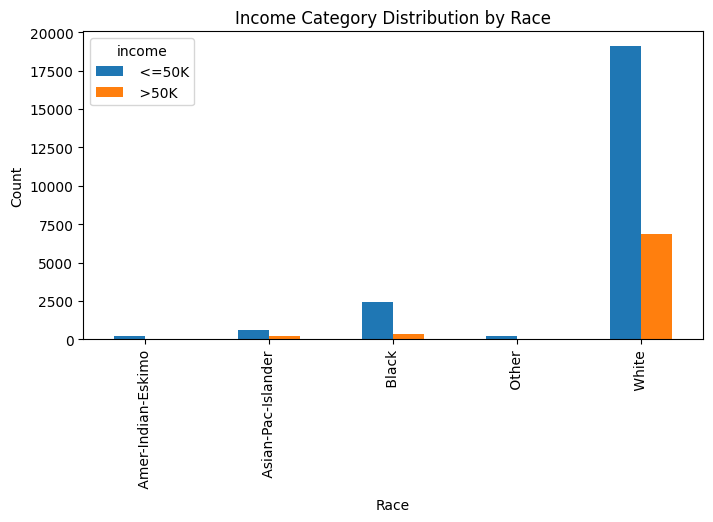 Income Category Distribution by Race
income
<=50K
>50K
Count
20000
17500
15000
12500
10000
7500
5000
2500
0
Amer-Indian-Eskimo
Asian-Pac-Islander
Black
Other
White
Race